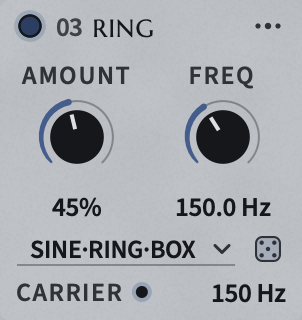 03 RING
AMOUNT FREQ
45% 150.0 Hz
SINE·RING·BOX
CARRIER 150 Hz